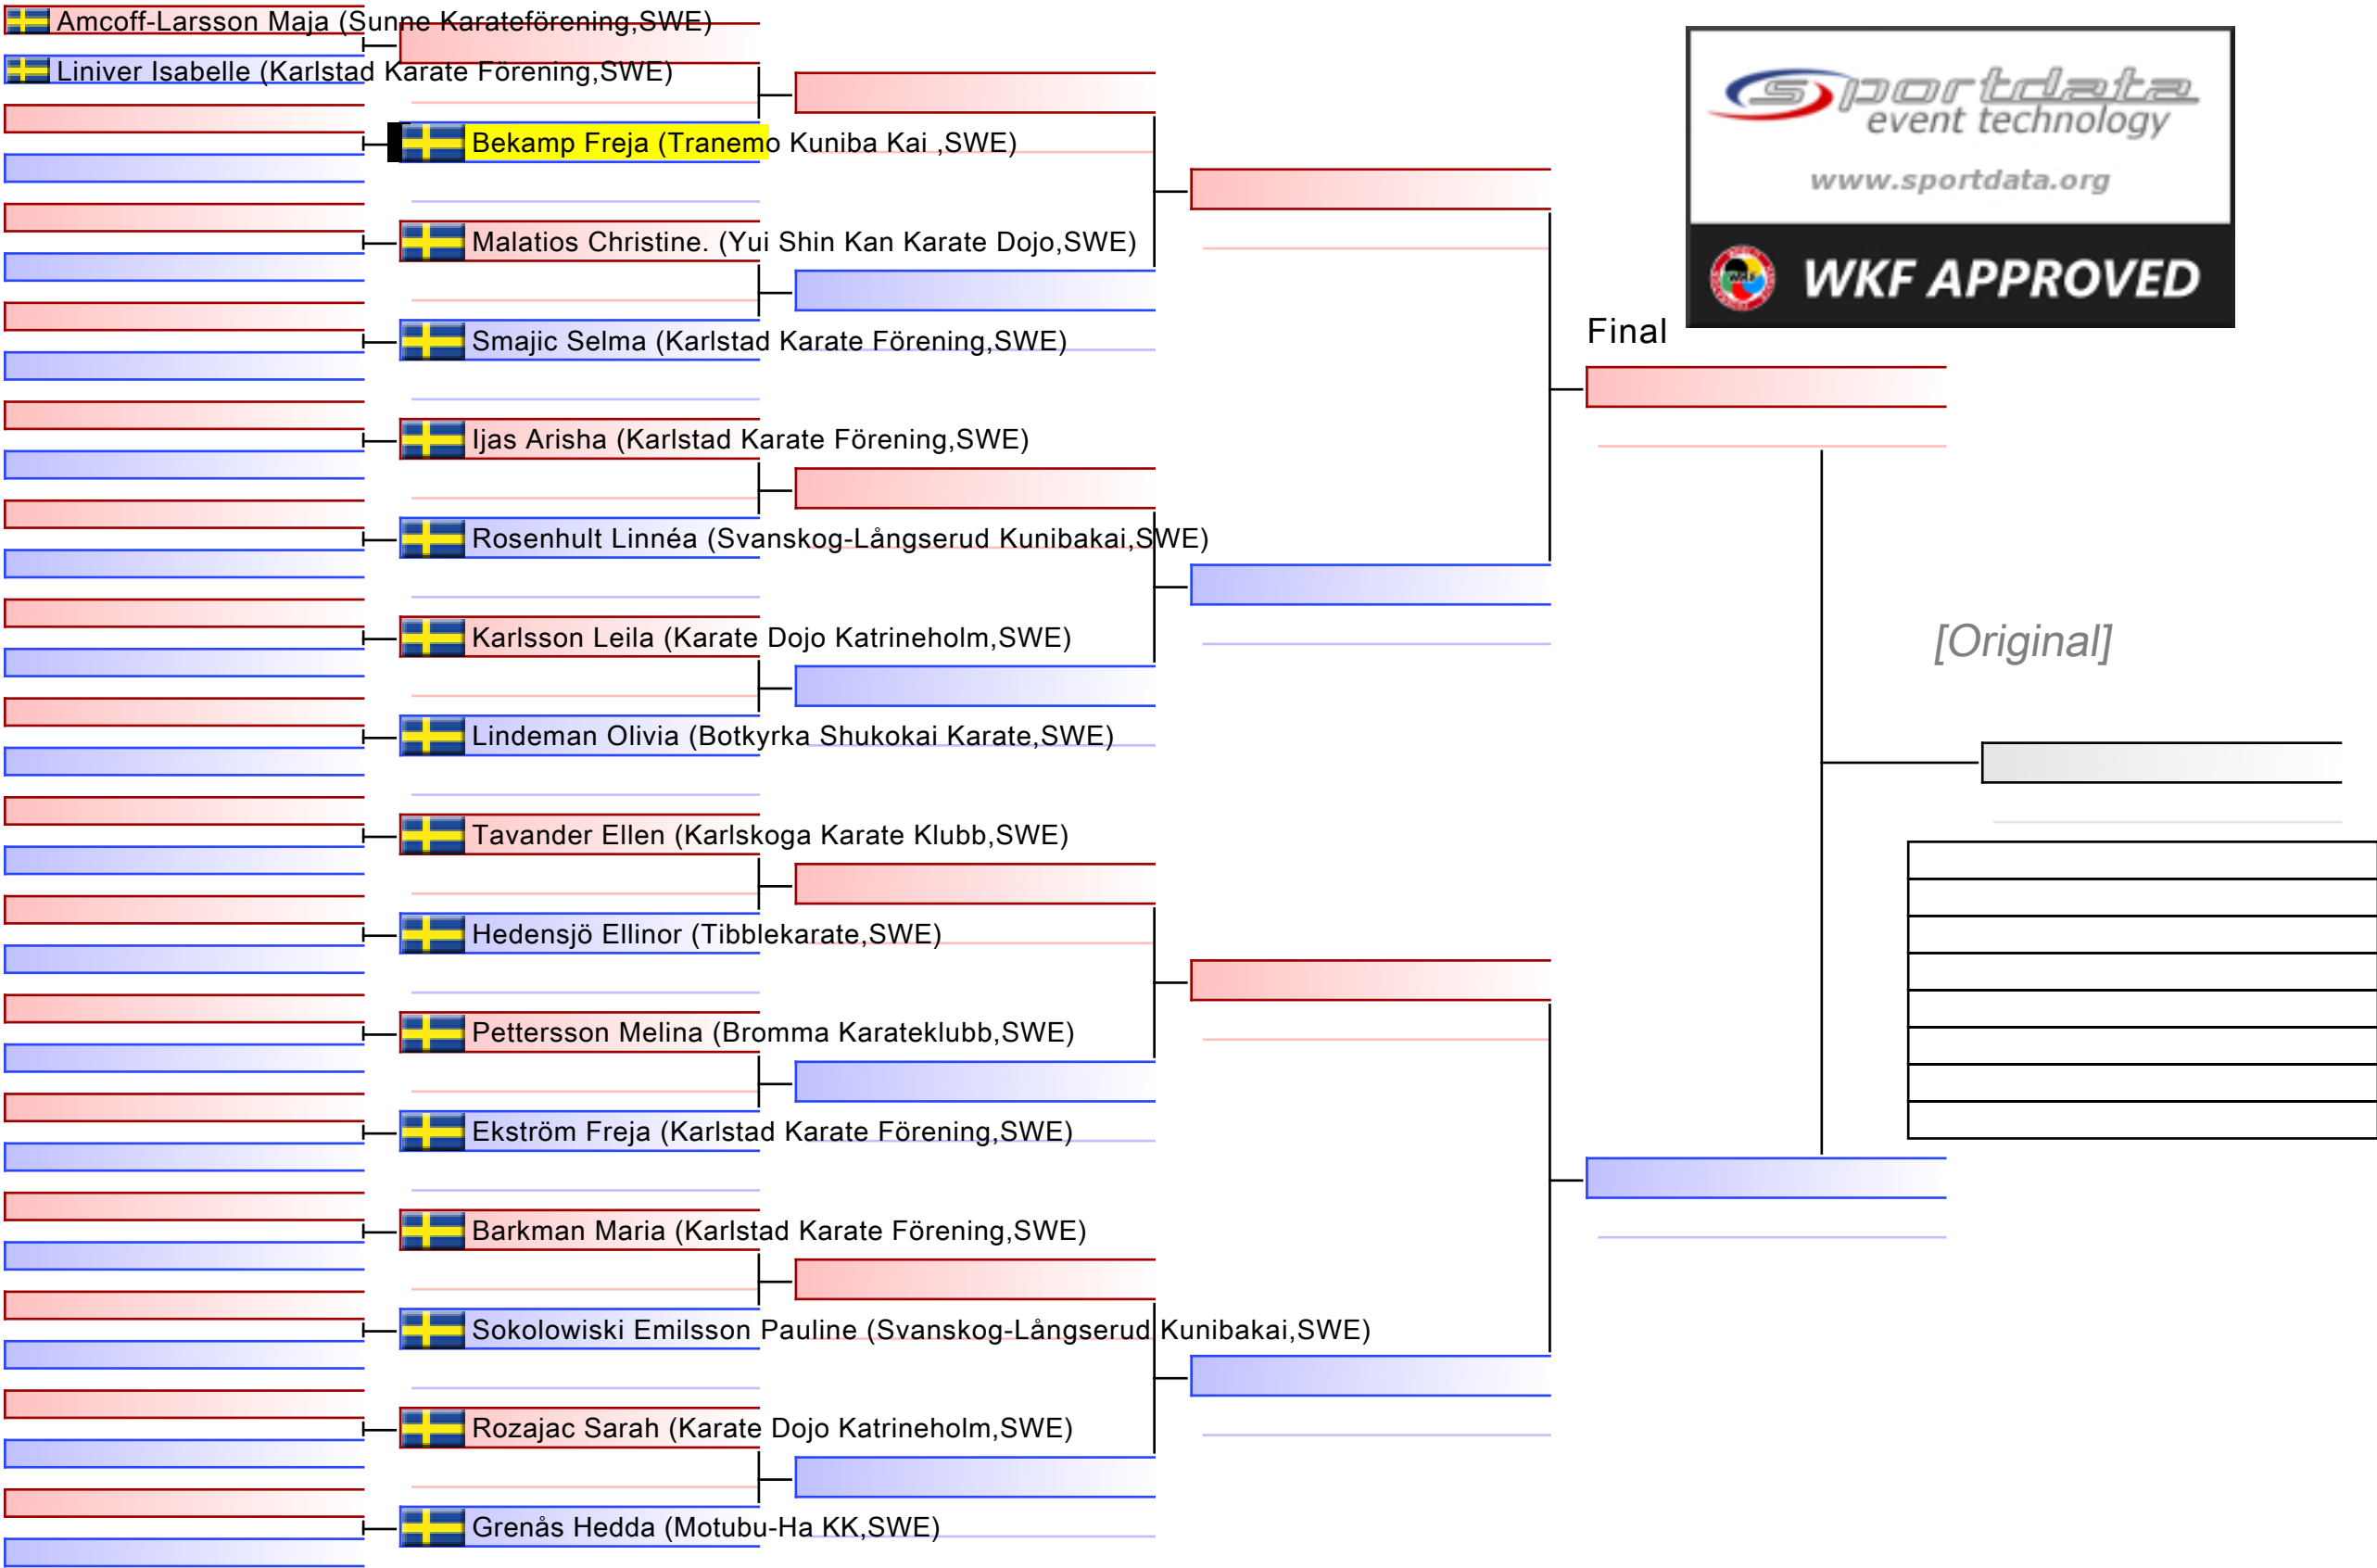 Amcoff-Larsson Maja (Sunne Karateförening,SWE)
Liniver Isabelle (Karlstad Karate Förening,SWE)
Bekamp Freja (Tranemo Kuniba Kai ,SWE)
Malatios Christine. (Yui Shin Kan Karate Dojo,SWE)
Smajic Selma (Karlstad Karate Förening,SWE)
Ijas Arisha (Karlstad Karate Förening,SWE)
Rosenhult Linnéa (Svanskog-Långserud Kunibakai,SWE)
Karlsson Leila (Karate Dojo Katrineholm,SWE)
Lindeman Olivia (Botkyrka Shukokai Karate,SWE)
Tavander Ellen (Karlskoga Karate Klubb,SWE)
Hedensjö Ellinor (Tibblekarate,SWE)
Pettersson Melina (Bromma Karateklubb,SWE)
Ekström Freja (Karlstad Karate Förening,SWE)
Barkman Maria (Karlstad Karate Förening,SWE)
Sokolowiski Emilsson Pauline (Svanskog-Långserud Kunibakai,SWE)
Rozajac Sarah (Karate Dojo Katrineholm,SWE)
Grenås Hedda (Motubu-Ha KK,SWE)
sportdata
event technology
www.sportdata.org
WKF
WKF APPROVED
Final
[Original]